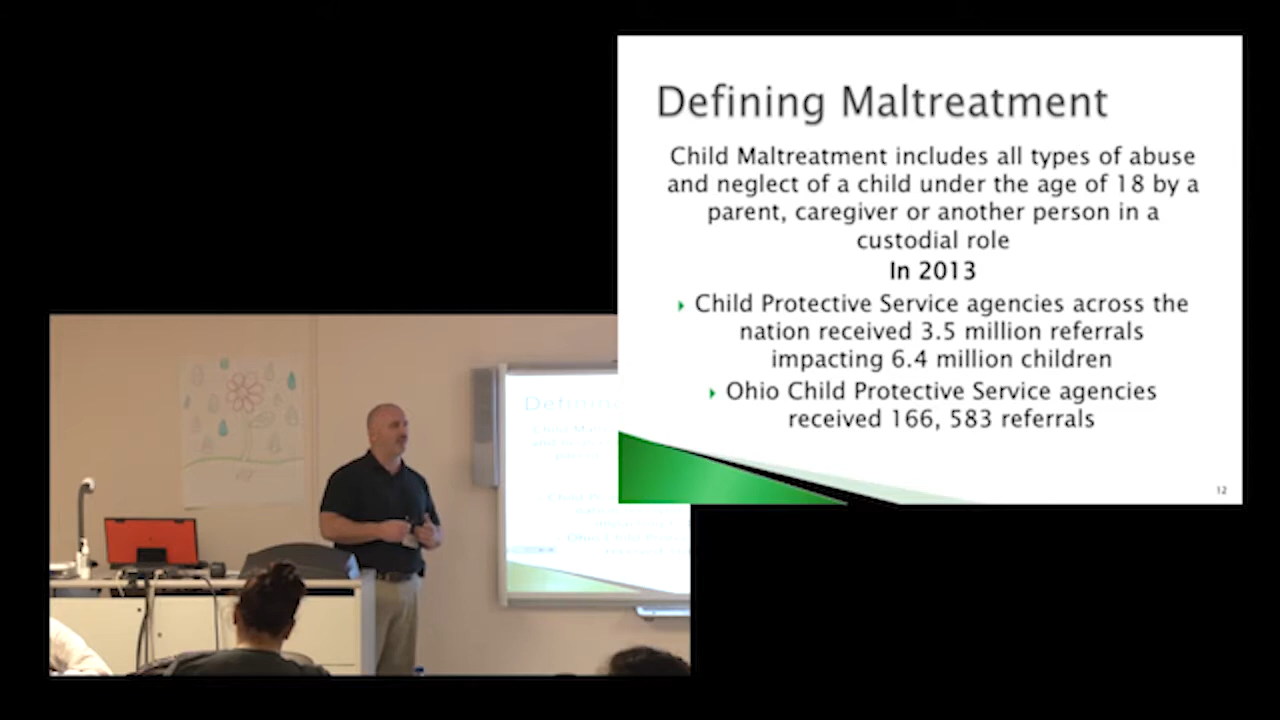 Defining Maltreatment
Child Maltreatment includes all types of abuse
and neglect of a child under the age of 18 by a
parent, caregiver or another person in a
custodial role
In 2013
Child Protective Service agencies across the
nation received 3.5 million referrals
impacting 6.4 million children
Ohio Child Protective Service agencies
received 166, 583 referrals
12